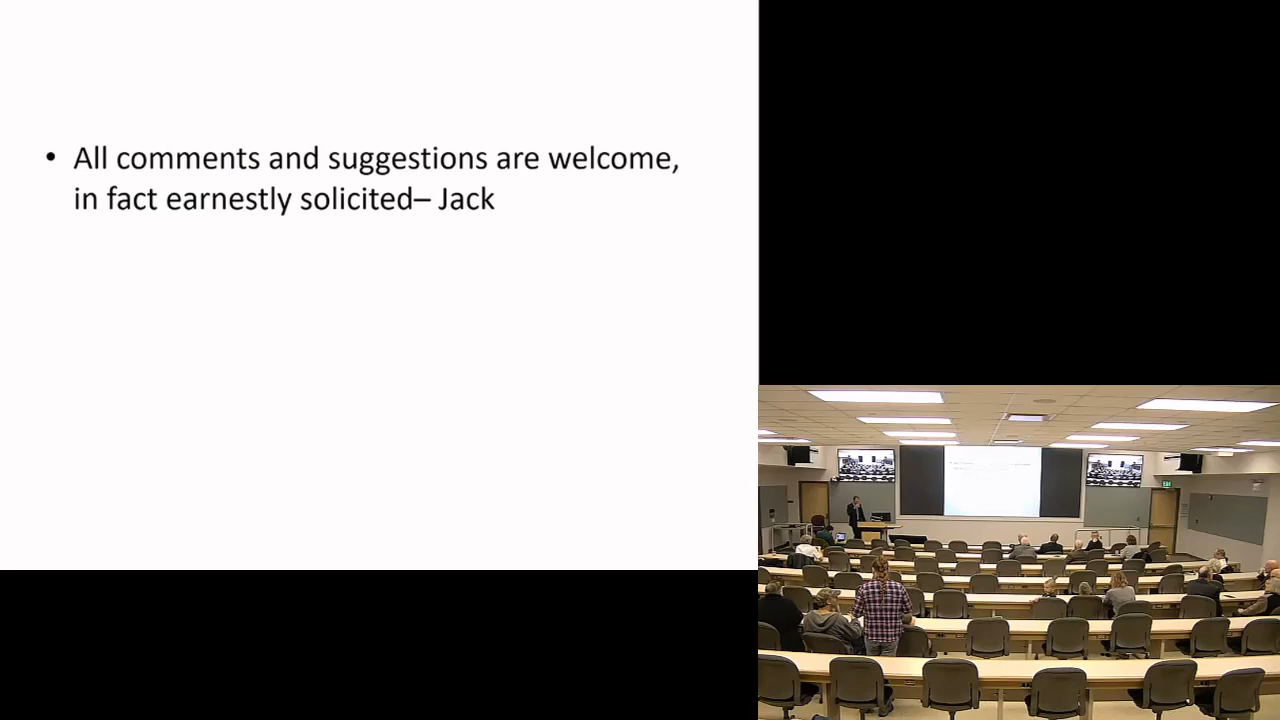 • All comments and suggestions are welcome,
in fact earnestly solicited– Jack